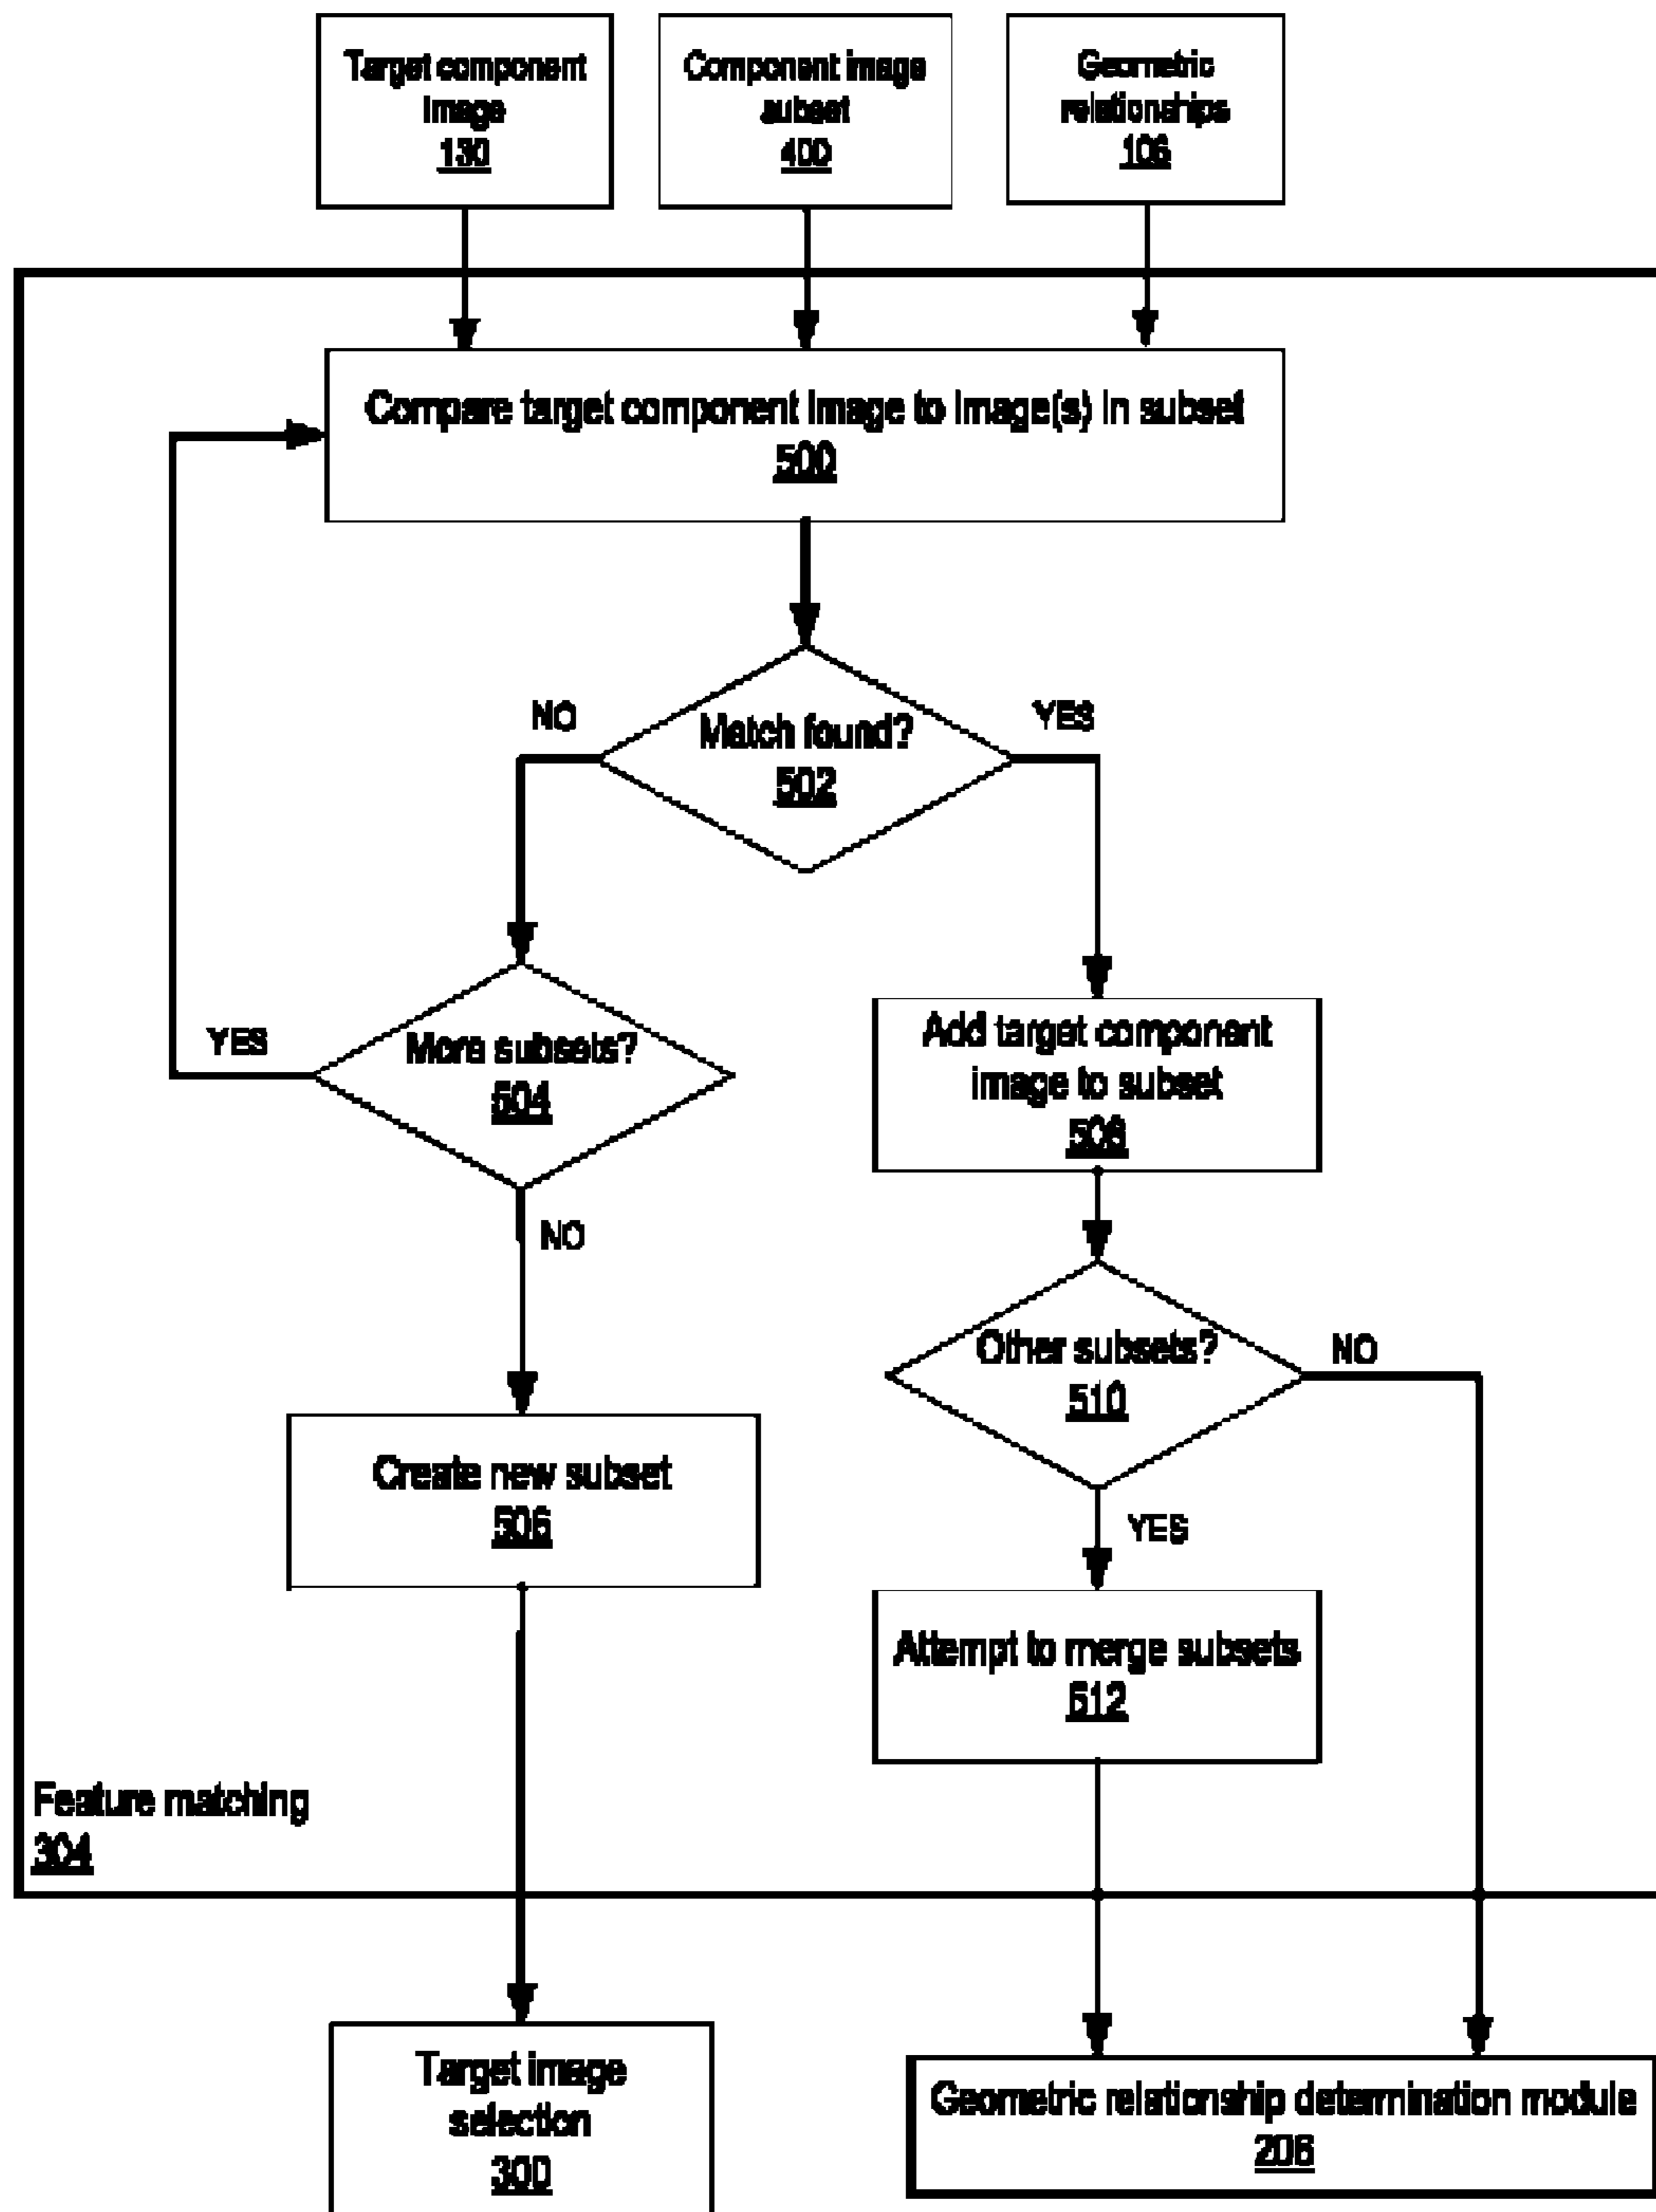 Target component
image
130
Component image
subset
400
Geometric
relationships
106
Compare target component image to image(s) in subset
500
NO
YES
Match found?
502
YES
More subsets?
504
Add target component
image to subset
508
NO
Other subsets?
510
NO
Create new subset
506
YES
Attempt to merge subsets
512
Feature matching
304
Target image
selection
300
Geometric relationship determination module
206